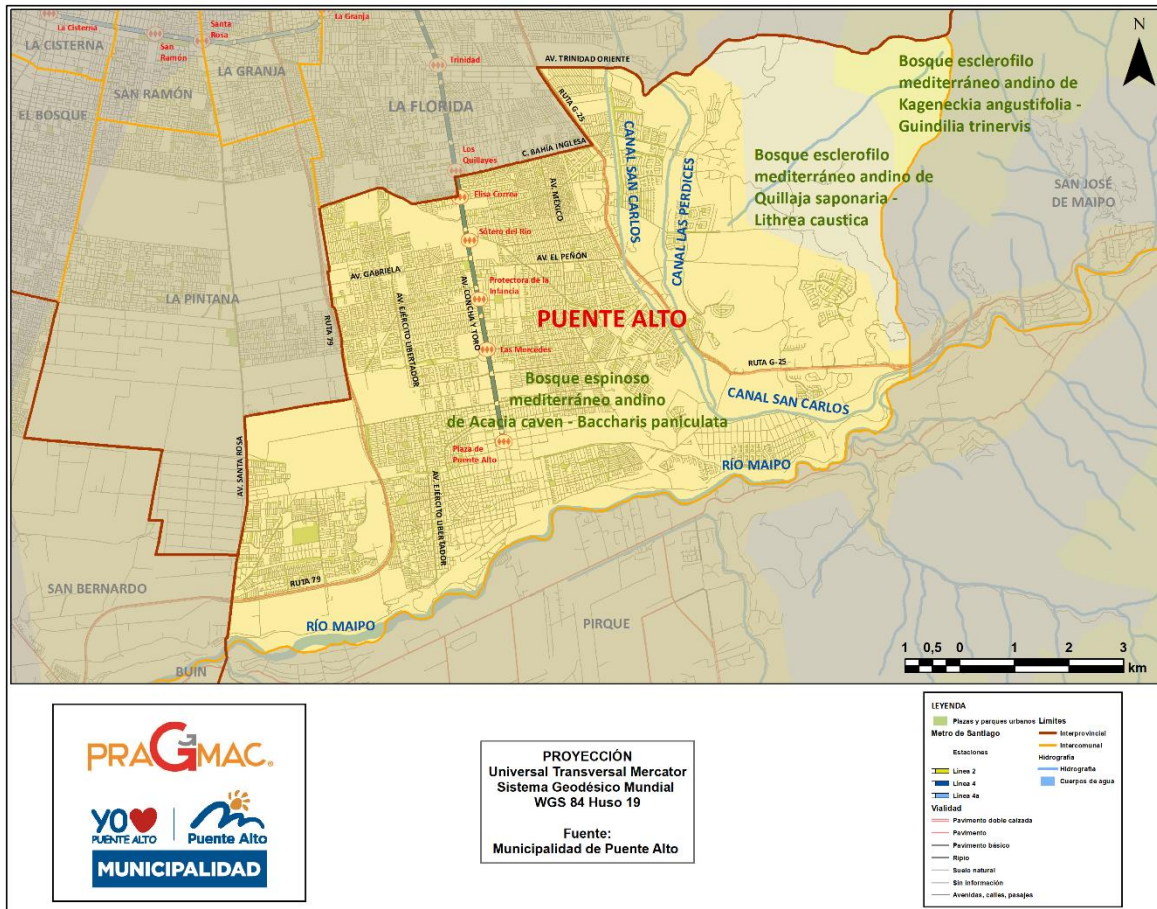 La Cisterna
San Ramón
Santa Rosa
La Granja
LA CISTERNA
SAN RAMÓN
LA GRANJA
EL BOSQUE
Trinidad
LA FLORIDA
AV. TRINIDAD ORIENTE
RUTA G-25
C. BAHÍA INGLESA
Los
Quillayes
Elisa Correa
Sótero del Río
AV. MÉXICO
CANAL SAN CARLOS
CANAL LAS PERDICES
Bosque esclerofilo
mediterráneo andino de
Kageneckia angustifolia -
Guindilia trinervis
N
Bosque esclerofilo
mediterráneo andino de
Quillaja saponaria -
Lithrea caustica
SAN JOSÉ
DE MAIPO
AV. GABRIELA
AV. EL PEÑÓN
LA PINTANA
RUTA 79
AV. EJÉRCITO LIBERTADOR
AV. CONCHA Y TORO
Protectora de la
Infancia
PUENTE ALTO
Las Mercedes
RUTA G-25
Bosque espinoso
mediterráneo andino
de Acacia caven - Baccharis paniculata
CANAL SAN CARLOS
Plaza de
Puente Alto
RÍO MAIPO
AV. SANTA ROSA
AV. EJÉRCITO LIBERTADOR
SAN BERNARDO
RUTA 79
RÍO MAIPO
PIRQUE
BUIN
1 0,5 0 1 2 3
km
PRAGMAC®
YO
PUENTE ALTO
Puente Alto
MUNICIPALIDAD
PROYECCIÓN
Universal Transversal Mercator
Sistema Geodésico Mundial
WGS 84 Huso 19
Fuente:
Municipalidad de Puente Alto
LEYENDA
Plazas y parques urbanos
Metro de Santiago
Estaciones
Línea 2
Línea 4
Línea 4a
Vialidad
Pavimento doble calzada
Pavimento
Pavimento básico
Ripio
Suelo natural
Sin información
Avenidas, calles, pasajes
Límites
Interprovincial
Intercomunal
Hidrografía
Hidrografía
Cuerpos de agua